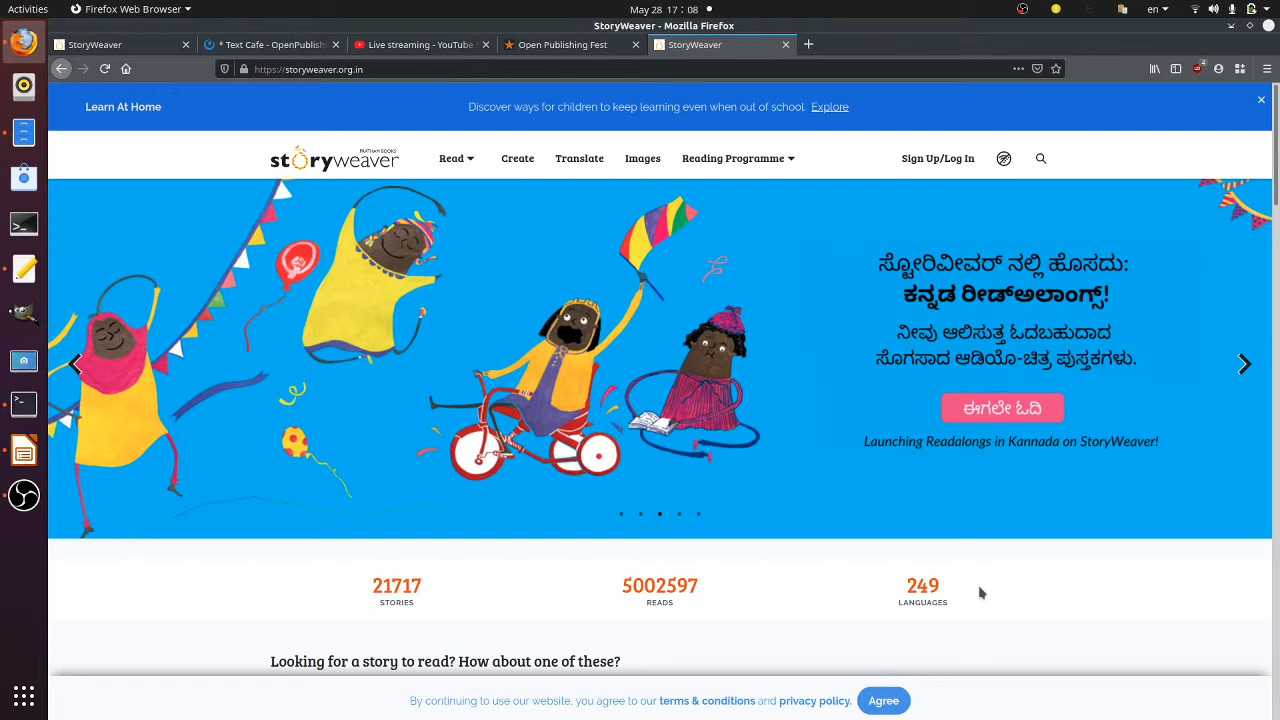 Activities
Firefox Web Browser
May 28 17:08
en
StoryWeaver - Mozilla Firefox
StoryWeaver
* Text Cafe - OpenPublish
Live streaming - YouTube
Open Publishing Fest
StoryWeaver
https://storyweaver.org.in
4
Learn At Home
Discover ways for children to keep learning even when out of school. Explore
PRATHAM BOOKS
storyweaver
Read
Create
Translate
Images
Reading Programme
Sign Up/Log In
ಸ್ಟೋರಿವೀವರ್ ನಲ್ಲಿ ಹೊಸದು:
ಕನ್ನಡ ರೀಡ್ಅಲಾಂಗ್ಸ್!
ನೀವು ಆಲಿಸುತ್ತ ಓದಬಹುದಾದ
ಸೊಗಸಾದ ಆಡಿಯೊ-ಚಿತ್ರ ಪುಸ್ತಕಗಳು.
ಈಗಲೇ ಓದಿ
Launching Readalongs in Kannada on StoryWeaver!
21717
STORIES
5002597
READS
249
LANGUAGES
Looking for a story to read? How about one of these?
By continuing to use our website, you agree to our terms & conditions and privacy policy.
Agree